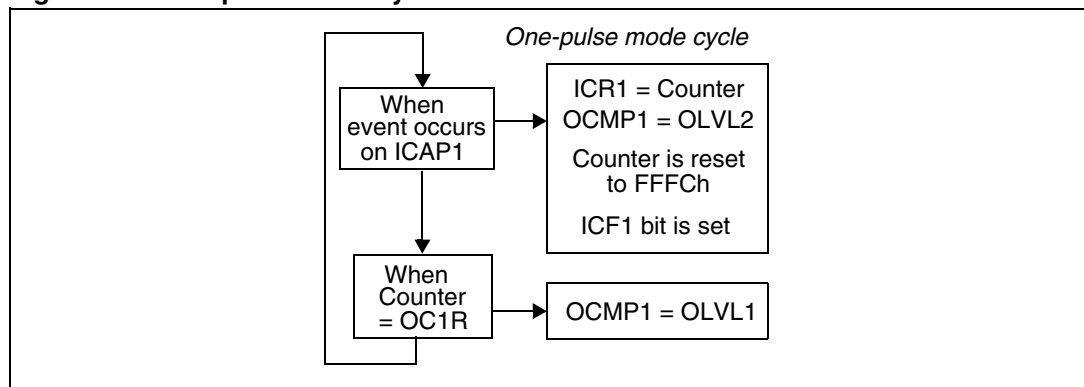 One-pulse mode cycle
When
event occurs
on ICAP1
ICR1 = Counter
OCMP1 = OLVL2
Counter is reset
to FFFCh
ICF1 bit is set
When
Counter
= OC1R
OCMP1 = OLVL1